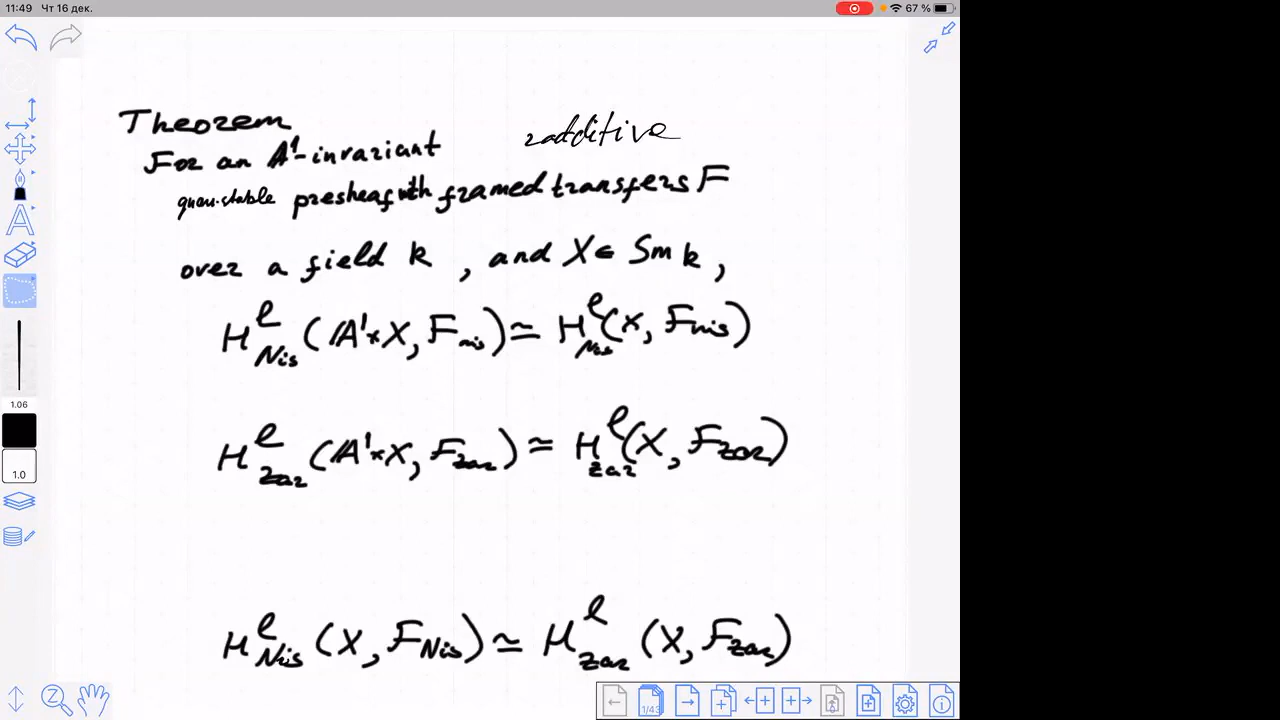 11:49 Чт 16 дек. 67 %
Theorem
radditive
For an A¹-invariant
quasi-stable presheaf with framed transfers F
over a field k, and X ∈ Sm k,
H^l_Nis (A¹×X, F_nis) ≃ H^l_Nis (X, F_nis)
H^l_zar (A¹×X, F_zar) ≃ H^l_zar (X, F_zar)
H^l_Nis (X, F_Nis) ≃ H^l_zar (X, F_zar)
1.06
1.0
1/43